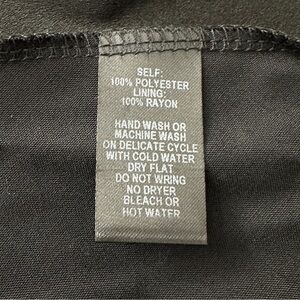 SELF:
100% POLYESTER
LINING:
100% RAYON
HAND WASH OR
MACHINE WASH
ON DELICATE CYCLE
WITH COLD WATER
DRY FLAT
DO NOT WRING
NO DRYER
BLEACH OR
HOT WATER